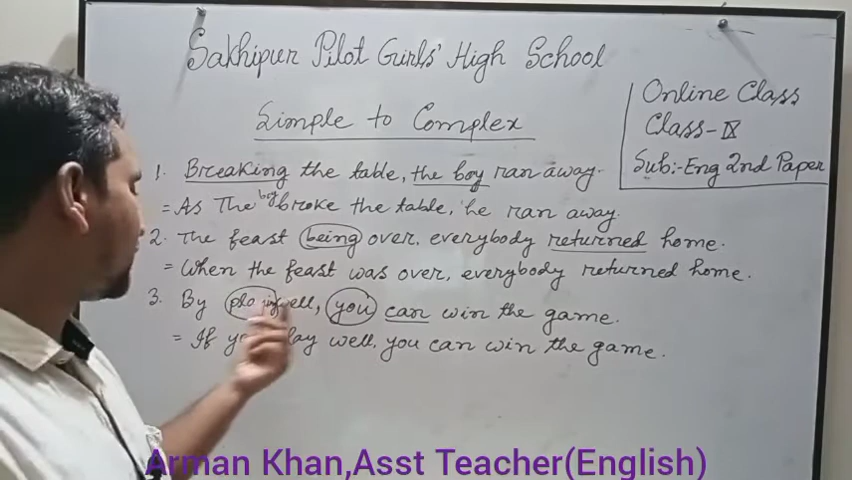 Sakhipur Pilot Girls' High School
Simple to Complex
Online Class
Class-IX
Sub:-Eng 2nd Paper
1. Breaking the table, the boy ran away.
= As The boy broke the table, he ran away.
2. The feast being over, everybody returned home.
= When the feast was over, everybody returned home.
3. By well, you can win the game.
= If well, you can win the game.
Arman Khan,Asst Teacher(English)